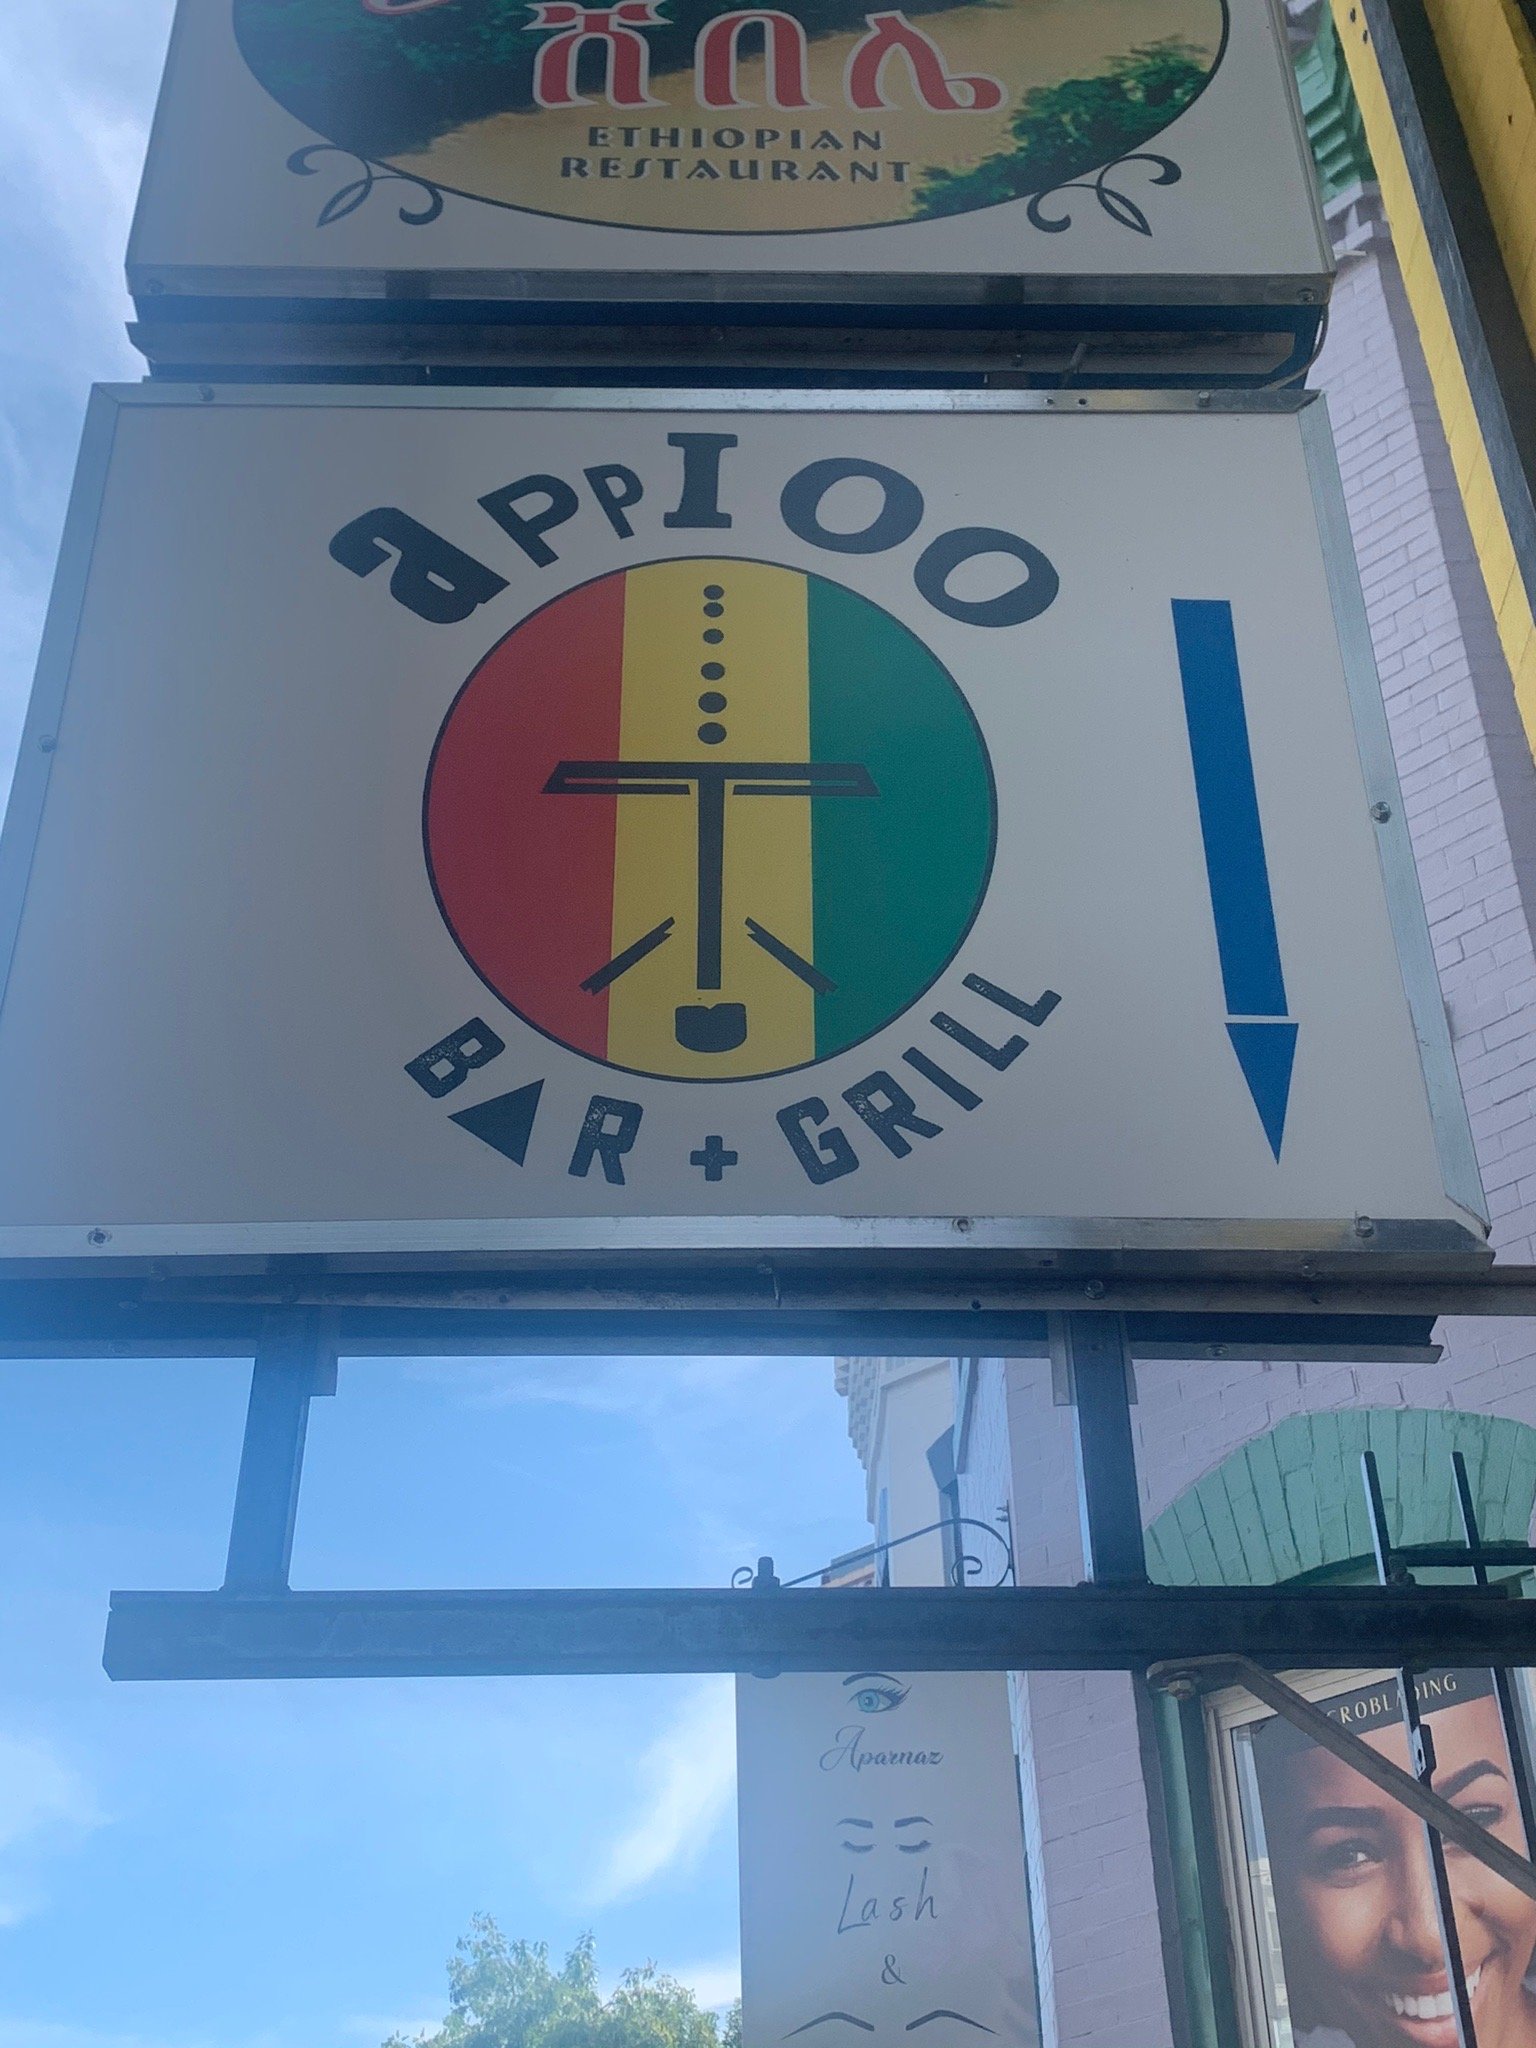 ሸበሌ
ETHIOPIAN
RESTAURANT
aPPIOO
BAR + GRILL
Aparnaz
Lash
&